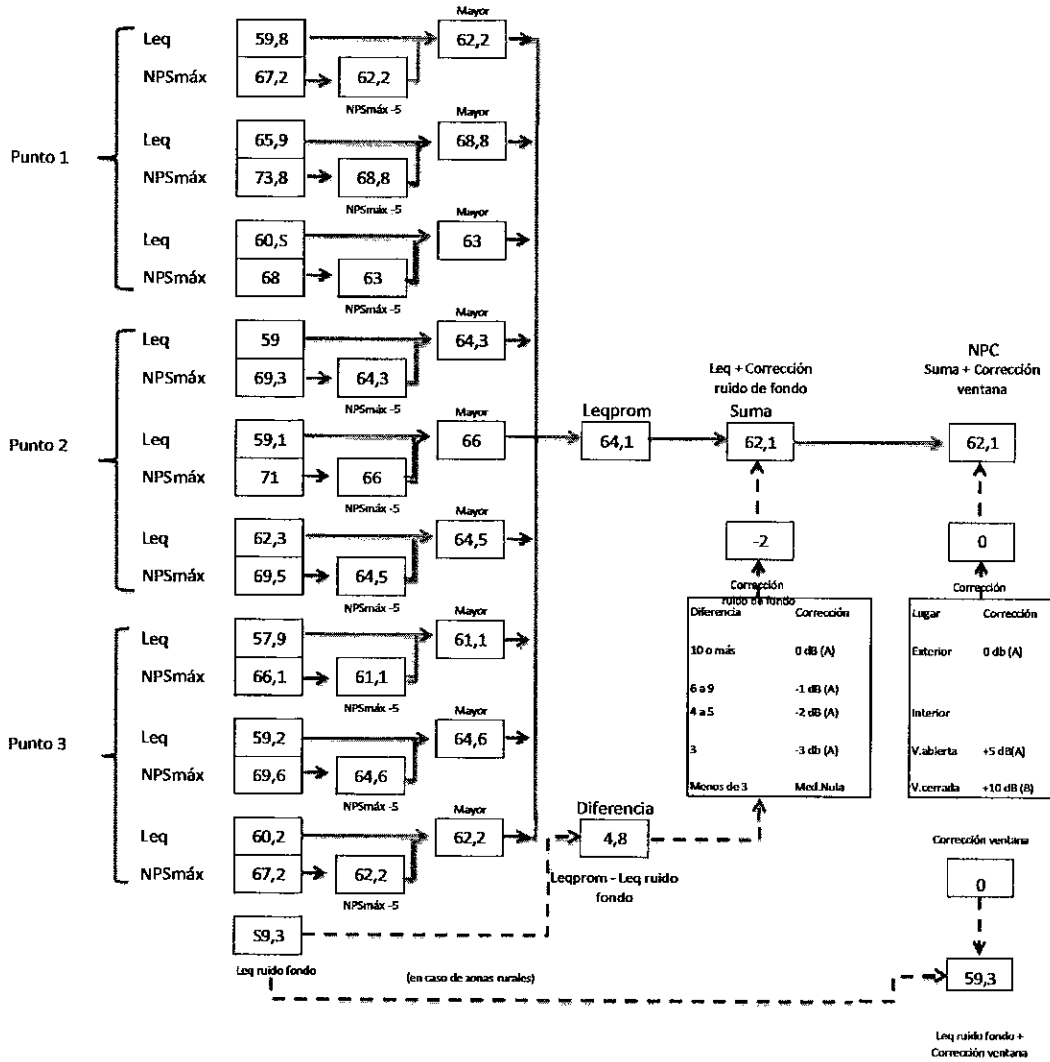 Punto 1
Leq 59,8
NPSmáx 67,2 62,2
NPSmáx -5
Mayor
62,2
Leq 65,9
NPSmáx 73,8 68,8
NPSmáx -5
Mayor
68,8
Leq 60,S
NPSmáx 68 63
NPSmáx -5
Mayor
63
Punto 2
Leq 59
NPSmáx 69,3 64,3
NPSmáx -5
Mayor
64,3
Leq 59,1
NPSmáx 71 66
NPSmáx -5
Mayor
66
Leq 62,3
NPSmáx 69,5 64,5
NPSmáx -5
Mayor
64,5
Punto 3
Leq 57,9
NPSmáx 66,1 61,1
NPSmáx -5
Mayor
61,1
Leq 59,2
NPSmáx 69,6 64,6
NPSmáx -5
Mayor
64,6
Leq 60,2
NPSmáx 67,2 62,2
NPSmáx -5
Mayor
62,2
S9,3
Leq ruido fondo
(en caso de zonas rurales)
Leqprom
64,1
Diferencia
4,8
Leqprom - Leq ruido
fondo
Leq + Corrección
ruido de fondo
Suma
62,1
-2
Corrección
ruido de fondo
Diferencia Corrección
10 o más 0 dB (A)
6 a 9 -1 dB (A)
4 a 5 -2 dB (A)
3 -3 db (A)
Menos de 3 Med.Nula
NPC
Suma + Corrección
ventana
62,1
0
Corrección
Lugar Corrección
Exterior 0 db (A)
Interior
V.abierta +5 dB(A)
V.cerrada +10 dB (B)
Corrección ventana
0
59,3
Leq ruido fondo +
Corrección ventana